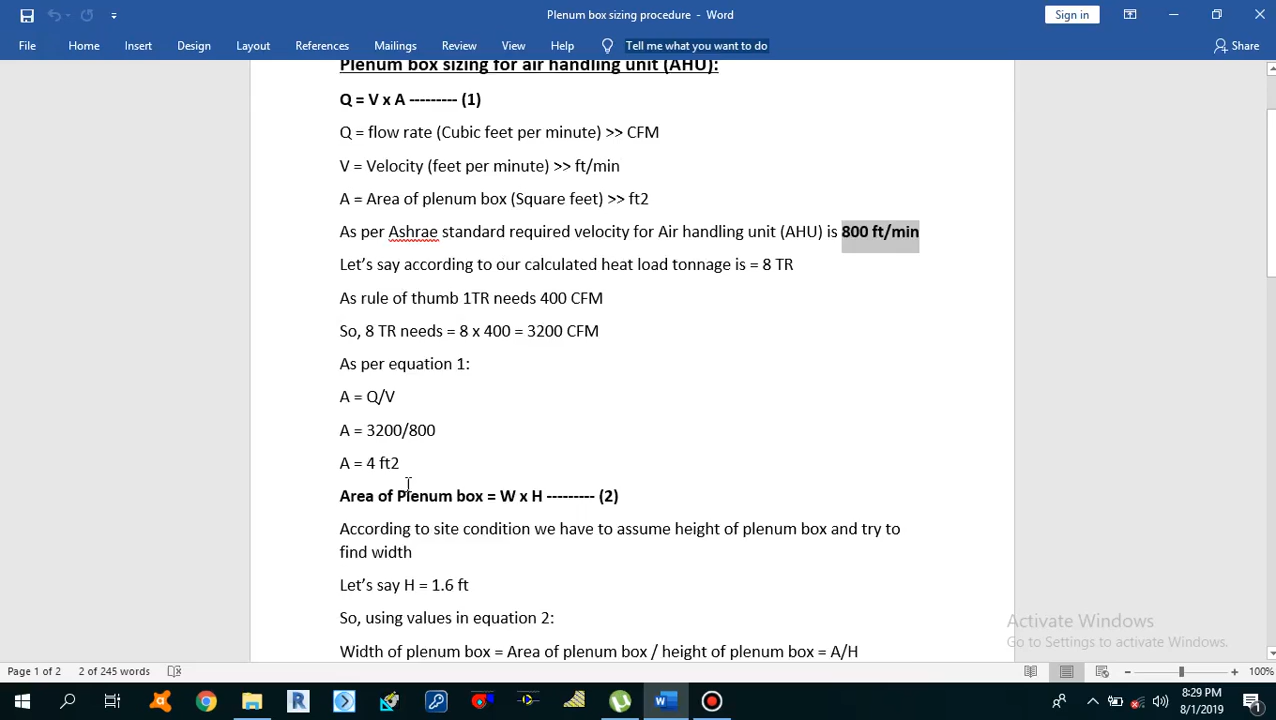 Plenum box sizing procedure - Word
Sign in
File Home Insert Design Layout References Mailings Review View Help Tell me what you want to do Share
Plenum box sizing for air handling unit (AHU):
Q = V x A --------- (1)
Q = flow rate (Cubic feet per minute) >> CFM
V = Velocity (feet per minute) >> ft/min
A = Area of plenum box (Square feet) >> ft2
As per Ashrae standard required velocity for Air handling unit (AHU) is 800 ft/min
Let's say according to our calculated heat load tonnage is = 8 TR
As rule of thumb 1TR needs 400 CFM
So, 8 TR needs = 8 x 400 = 3200 CFM
As per equation 1:
A = Q/V
A = 3200/800
A = 4 ft2
Area of Plenum box = W x H --------- (2)
According to site condition we have to assume height of plenum box and try to
find width
Let's say H = 1.6 ft
So, using values in equation 2:
Width of plenum box = Area of plenum box / height of plenum box = A/H
Activate Windows
Go to Settings to activate Windows.
Page 1 of 2 2 of 245 words 100%
8:29 PM
8/1/2019